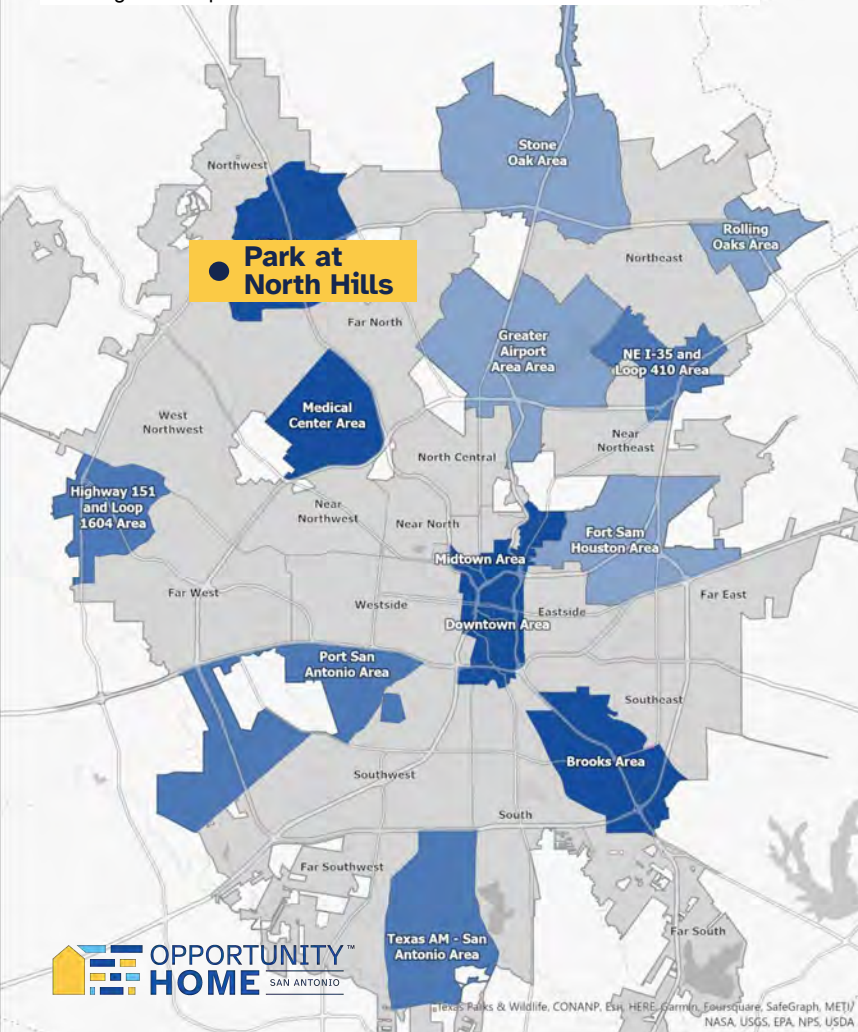 Stone
Oak Area
Northwest
Rolling
Oaks Area
Park at
North Hills
Northeast
Far North
Greater
Airport
Area Area
NE I-35 and
Loop 410 Area
Medical
Center Area
West
Northwest
Near
Northeast
North Central
Highway 151
and Loop
1604 Area
Near
Northwest
Near North
Fort Sam
Houston Area
Midtown Area
Far West
Westside
Eastside
Far East
Downtown Area
Port San
Antonio Area
Southeast
Brooks Area
Southwest
South
Far Southwest
Far South
Texas AM - San
Antonio Area
OPPORTUNITY™
HOME SAN ANTONIO
Texas Parks & Wildlife, CONANP, Esri, HERE, Garmin, Foursquare, SafeGraph, METI/
NASA, USGS, EPA, NPS, USDA